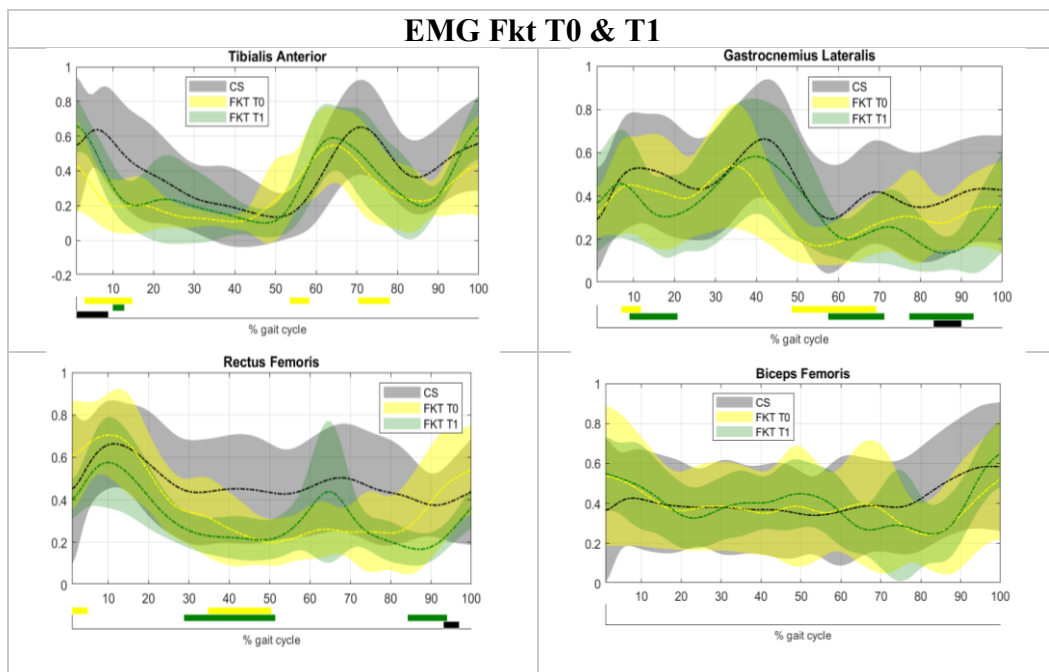 EMG Fkt T0 & T1
Tibialis Anterior
1
0.8
0.6
0.4
0.2
0
-0.2
CS
FKT T0
FKT T1
10 20 30 40 50 60 70 80 90 100
% gait cycle
Gastrocnemius Lateralis
1
0.8
0.6
0.4
0.2
0
CS
FKT T0
FKT T1
10 20 30 40 50 60 70 80 90 100
% gait cycle
Rectus Femoris
1
0.8
0.6
0.4
0.2
0
CS
FKT T0
FKT T1
10 20 30 40 50 60 70 80 90 100
% gait cycle
Biceps Femoris
1
0.8
0.6
0.4
0.2
0
CS
FKT T0
FKT T1
10 20 30 40 50 60 70 80 90 100
% gait cycle